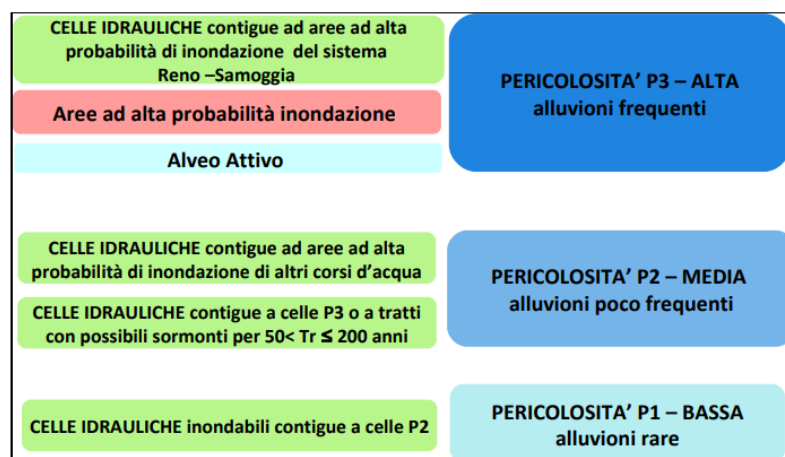 CELLE IDRAULICHE contigue ad aree ad alta
probabilità di inondazione del sistema
Reno –Samoggia
Aree ad alta probabilità inondazione
Alveo Attivo
PERICOLOSITA’ P3 – ALTA
alluvioni frequenti
CELLE IDRAULICHE contigue ad aree ad alta
probabilità di inondazione di altri corsi d’acqua
CELLE IDRAULICHE contigue a celle P3 o a tratti
con possibili sormonti per 50< Tr ≤ 200 anni
PERICOLOSITA’ P2 – MEDIA
alluvioni poco frequenti
CELLE IDRAULICHE inondabili contigue a celle P2
PERICOLOSITA’ P1 – BASSA
alluvioni rare